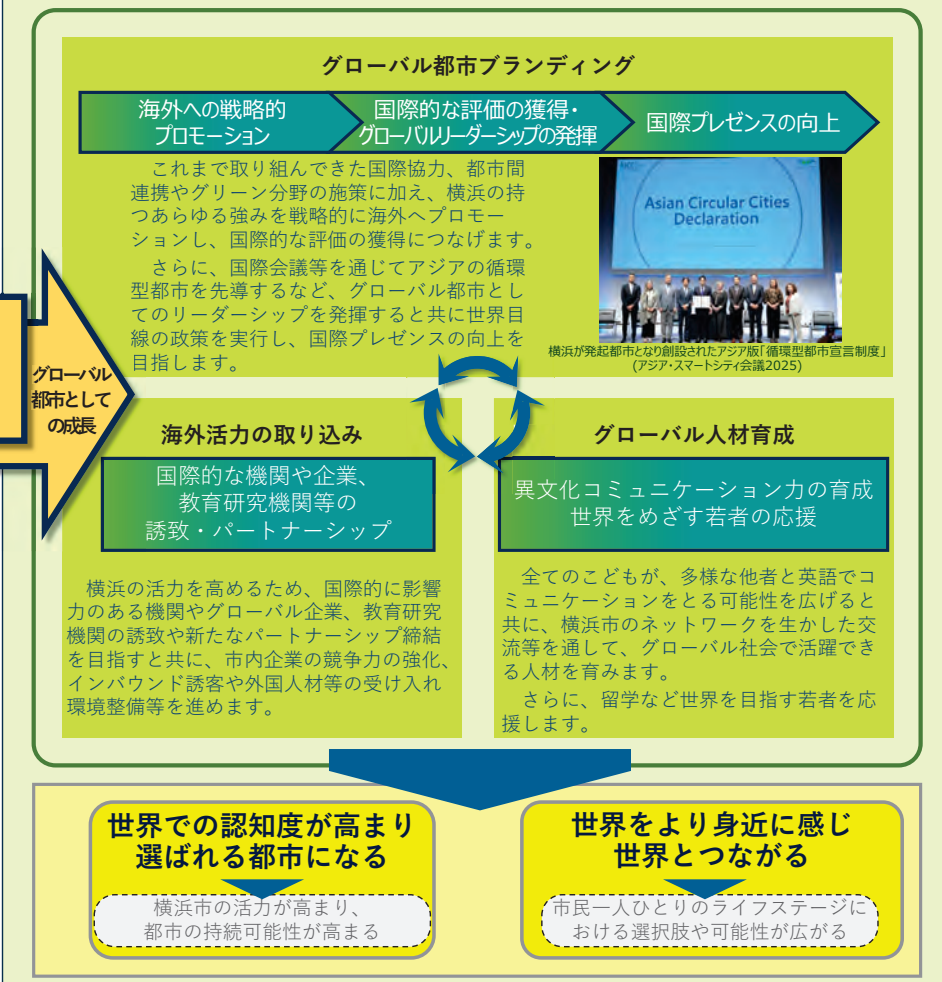 グローバル都市ブランディング
海外への戦略的
プロモーション
国際的な評価の獲得・
グローバルリーダーシップの発揮
国際プレゼンスの向上
これまで取り組んできた国際協力、都市間
連携やグリーン分野の施策に加え、横浜の持
つあらゆる強みを戦略的に海外へプロモー
ションし、国際的な評価の獲得につなげます。
さらに、国際会議等を通じてアジアの循環
型都市を先導するなど、グローバル都市とし
てのリーダーシップを発揮すると共に世界目
線の政策を実行し、国際プレゼンスの向上を
目指します。
Asian Circular Cities
Declaration
横浜が発起都市となり創設されたアジア版「循環型都市宣言制度」
(アジア・スマートシティ会議2025)
グローバル
都市として
の成長
海外活力の取り込み
国際的な機関や企業、
教育研究機関等の
誘致・パートナーシップ
横浜の活力を高めるため、国際的に影響
力のある機関やグローバル企業、教育研究
機関の誘致や新たなパートナーシップ締結
を目指すと共に、市内企業の競争力の強化、
インバウンド誘客や外国人材等の受け入れ
環境整備等を進めます。
グローバル人材育成
異文化コミュニケーション力の育成
世界をめざす若者の応援
全てのこどもが、多様な他者と英語でコ
ミュニケーションをとる可能性を広げると
共に、横浜市のネットワークを生かした交
流等を通して、グローバル社会で活躍でき
る人材を育みます。
さらに、留学など世界を目指す若者を応
援します。
世界での認知度が高まり
選ばれる都市になる
横浜市の活力が高まり、
都市の持続可能性が高まる
世界をより身近に感じ
世界とつながる
市民一人ひとりのライフステージに
おける選択肢や可能性が広がる